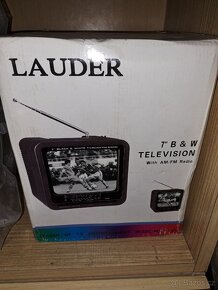 LAUDER
7" B & W
TELEVISION
With AM-FM Radio